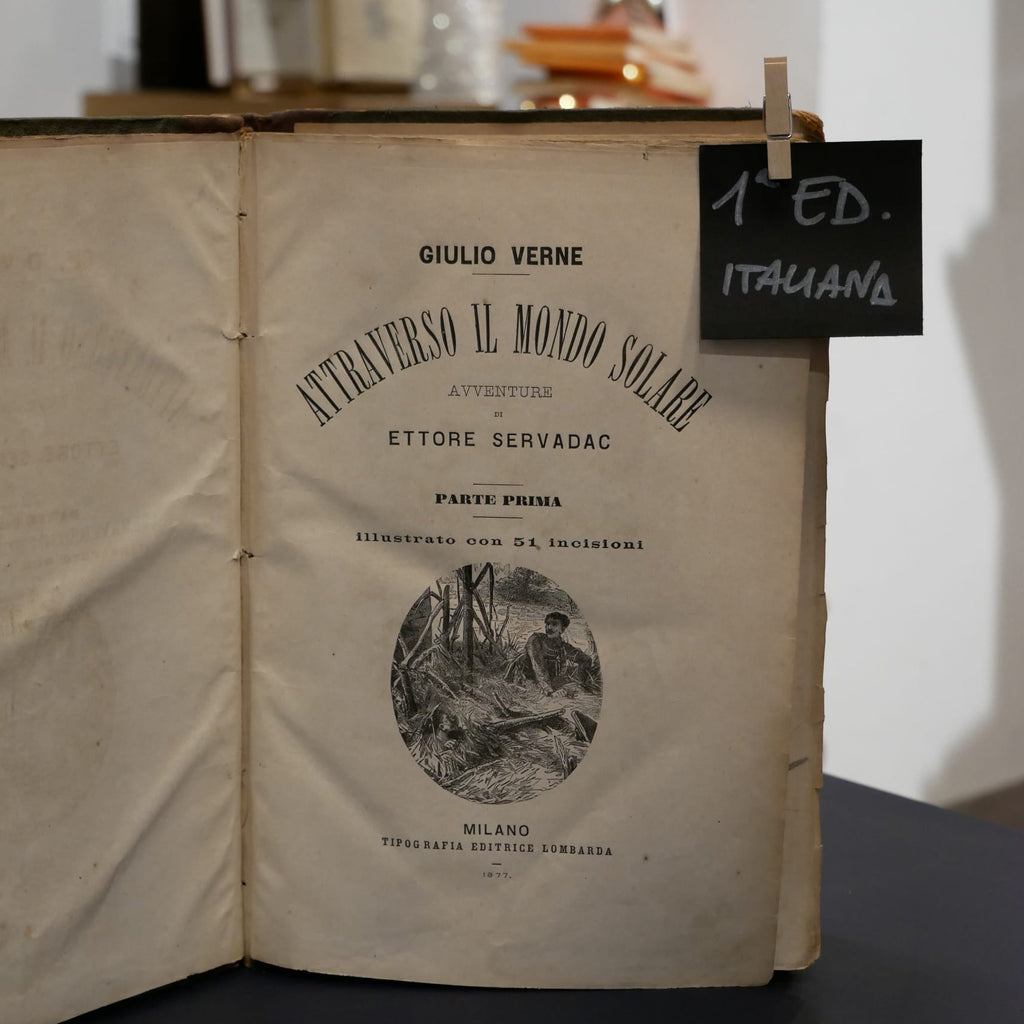 1ª ED.
ITALIANA
GIULIO VERNE
ATTRAVERSO IL MONDO SOLARE
AVVENTURE
DI
ETTORE SERVADAC
PARTE PRIMA
illustrato con 51 incisioni
MILANO
TIPOGRAFIA EDITRICE LOMBARDA
1877.